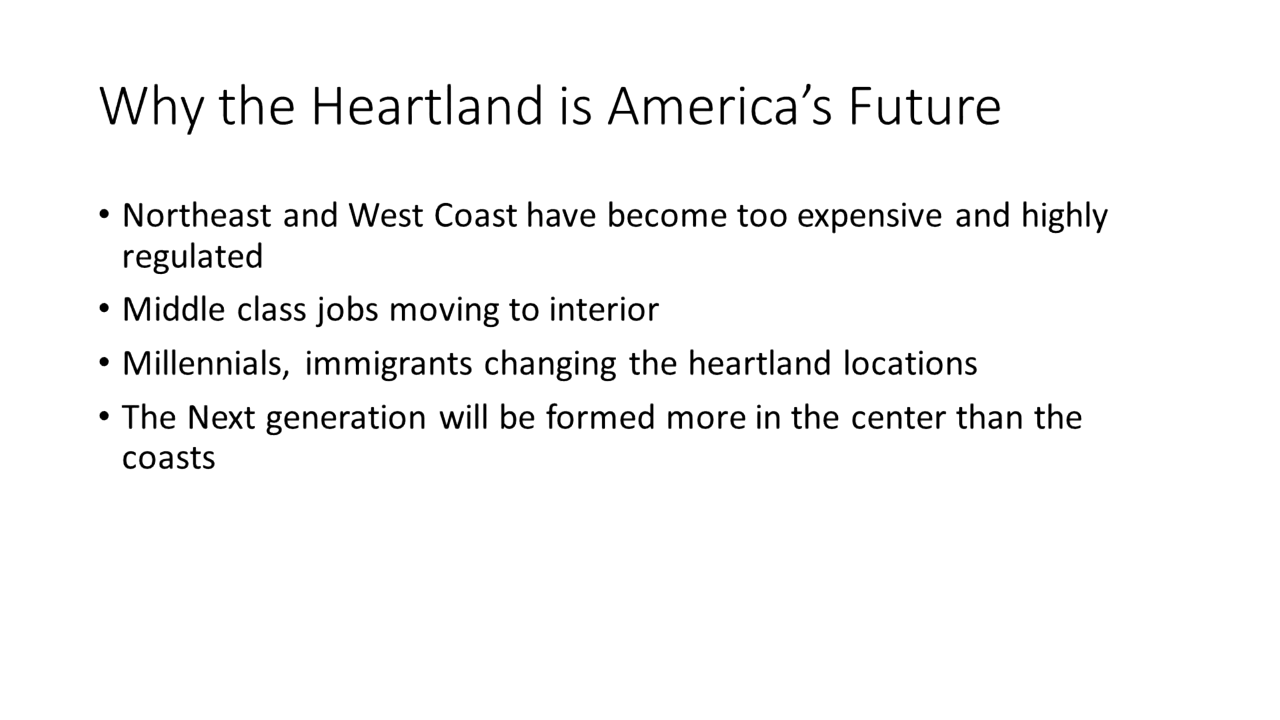 Why the Heartland is America’s Future
• Northeast and West Coast have become too expensive and highly
regulated
• Middle class jobs moving to interior
• Millennials, immigrants changing the heartland locations
• The Next generation will be formed more in the center than the
coasts